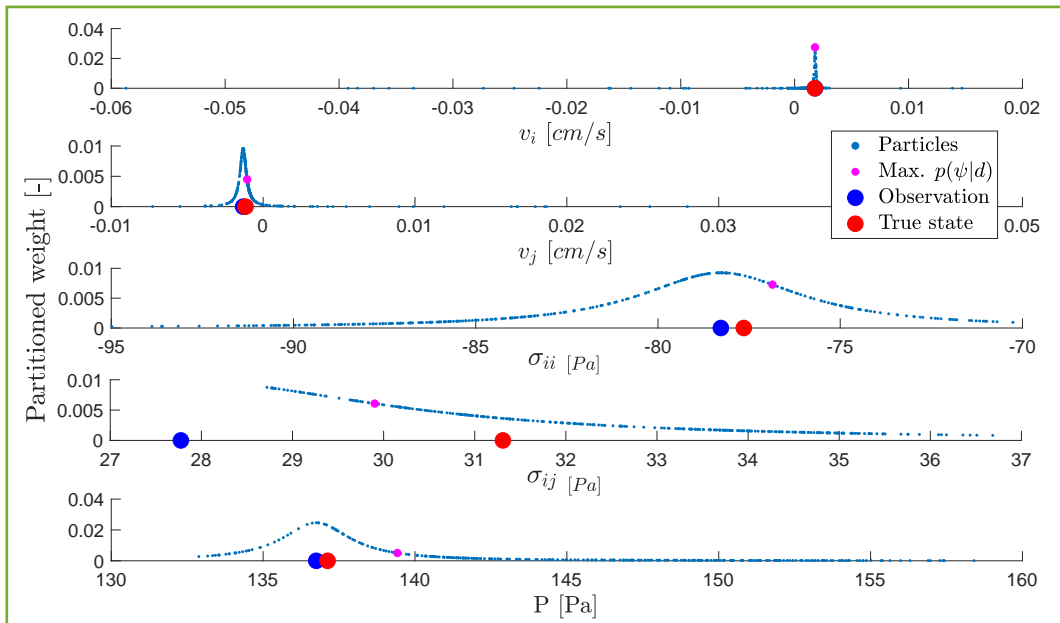 Partitioned weight [-]
0.04
0.02
0
-0.06 -0.05 -0.04 -0.03 -0.02 -0.01 0 0.01 0.02
v_i [cm/s]
0.01
0.005
0
-0.01 0 0.01 0.02 0.03 0.05
v_j [cm/s]
Particles
Max. p(ψ|d)
Observation
True state
0.01
0.005
0
-95 -90 -85 -80 -75 -70
σ_ii [Pa]
0.01
0.005
0
27 28 29 30 31 32 33 34 35 36 37
σ_ij [Pa]
0.04
0.02
0
130 135 140 145 150 155 160
P [Pa]